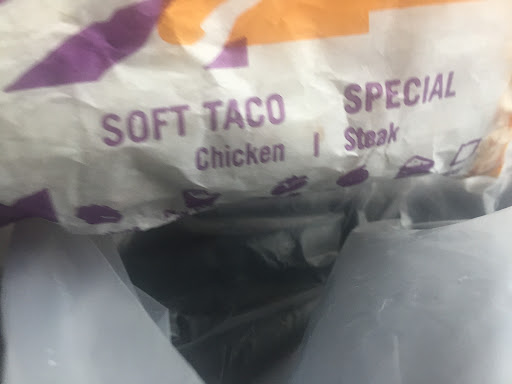 SOFT TACO SPECIAL
Chicken | Steak